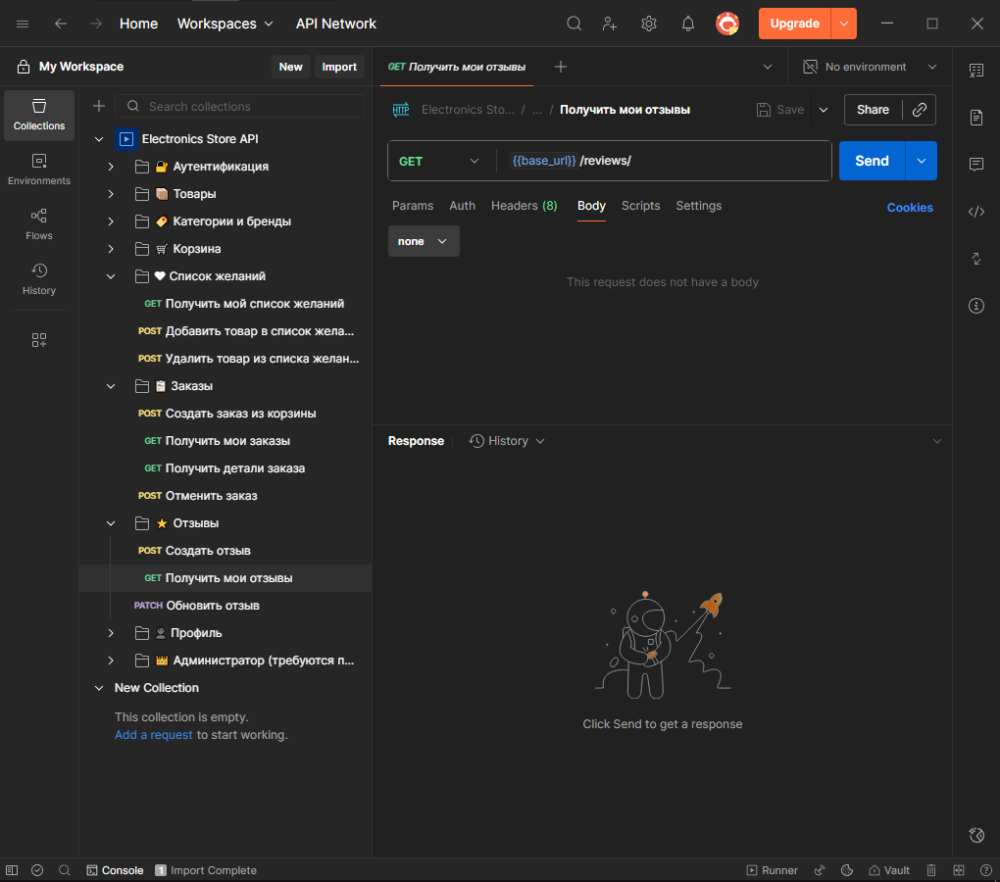 Home Workspaces API Network Upgrade
My Workspace New Import GET Получить мои отзывы No environment
Collections
Environments
Flows
History
Search collections
Electronics Store API
Аутентификация
Товары
Категории и бренды
Корзина
Список желаний
GET Получить мой список желаний
POST Добавить товар в список жела...
POST Удалить товар из списка желан...
Заказы
POST Создать заказ из корзины
GET Получить мои заказы
GET Получить детали заказа
POST Отменить заказ
Отзывы
POST Создать отзыв
GET Получить мои отзывы
PATCH Обновить отзыв
Профиль
Администратор (требуются п...
New Collection
This collection is empty.
Add a request to start working.
HTTP Electronics Sto... / ... / Получить мои отзывы Save Share
GET {{base_url}} /reviews/ Send
Params Auth Headers (8) Body Scripts Settings Cookies
none
This request does not have a body
Response History
Click Send to get a response
Console 1 Import Complete Runner Vault